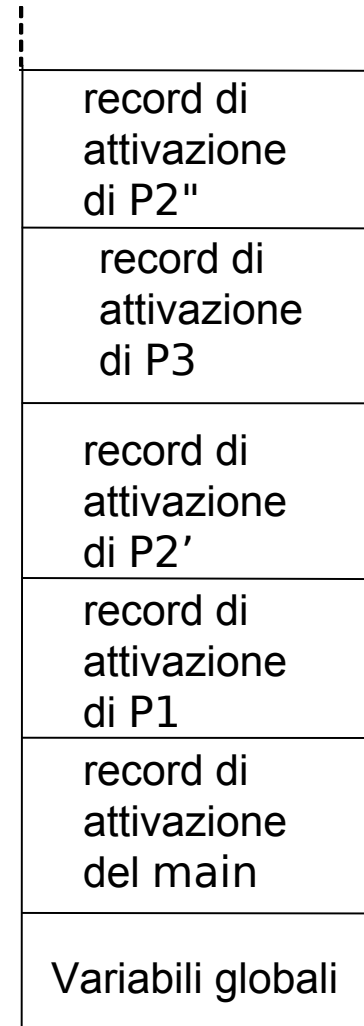 record di
attivazione
di P2"
record di
attivazione
di P3
record di
attivazione
di P2’
record di
attivazione
di P1
record di
attivazione
del main
Variabili globali